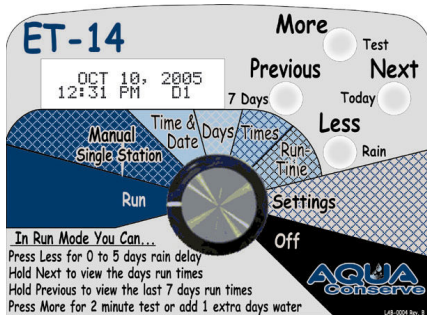 ET-14
More
Test
OCT 10, 2005
12:31 PM D1
Previous
Next
7 Days
Today
Less
Rain
Manual
Single Station
Time &
Date
Days
Times
Run-
Time
Run
Settings
Off
In Run Mode You Can...
Press Less for 0 to 5 days rain delay
Hold Next to view the days run times
Hold Previous to view the last 7 days run times
Press More for 2 minute test or add 1 extra days water
AQUA
Conserve
LAB-0004 Rev. B